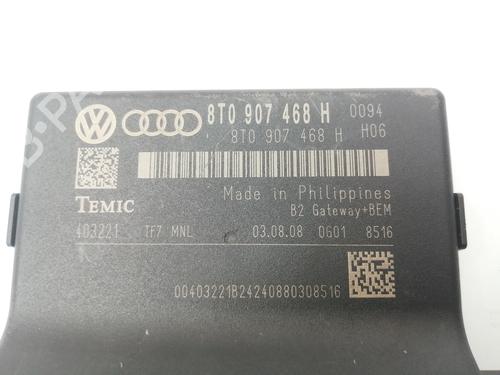 8T0 907 468 H 0094
8T0 907 468 H H06
Made in Philippines
TEMIC
B2 Gateway+BEM
403221 TF7 MNL 03.08.08 0G01 8516
00403221B24240880308516